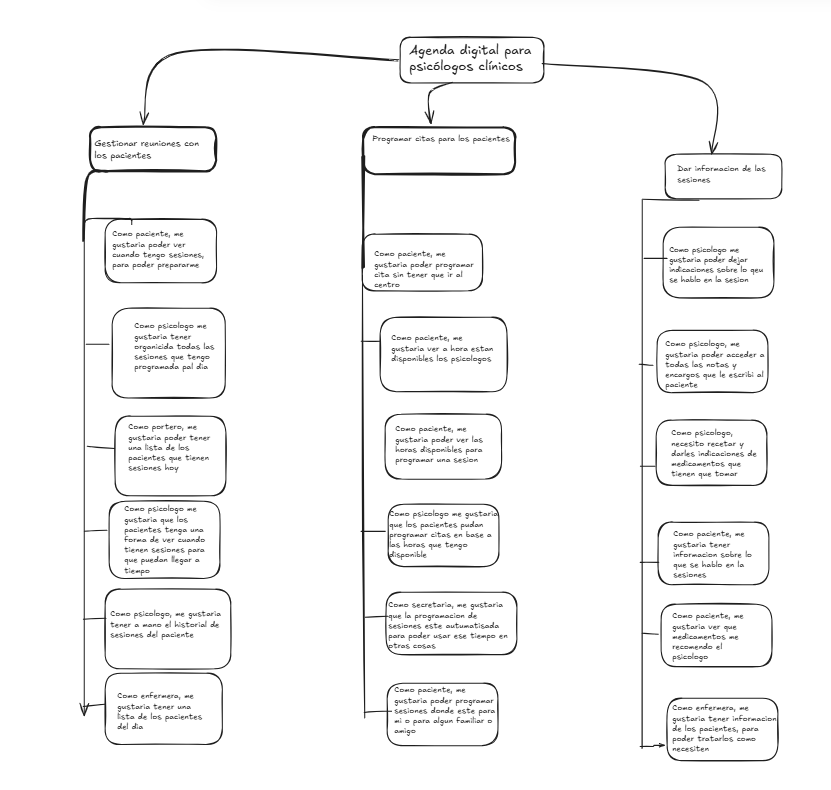 Agenda digital para
psicólogos clínicos
Gestionar reuniones con
los pacientes
Como paciente, me
gustaria poder ver
cuando tengo sesiones,
para poder prepararme
Como psicologo me
gustaria tener
organicida todas las
sesiones que tengo
programada pal dia
Como portero, me
gustaria poder tener
una lista de los
pacientes que tienen
sesiones hoy
Como psicologo me
gustaria que los
pacientes tenga una
forma de ver cuando
tienen sesiones para
que puedan llegar a
tiempo
Como psicologo, me gustaria
tener a mano el historial de
sesiones del paciente
Como enfermera, me
gustaria tener una
lista de los pacientes
del dia
Programar citas para los pacientes
Como paciente, me
gustaria poder programar
cita sin tener que ir al
centro
Como paciente, me
gustaria ver a hora estan
disponibles los psicologos
Como paciente, me
gustaria poder ver las
horas disponibles para
programar una sesion
Como psicologo me gustaria
que los pacientes pudan
programar citas en base a
las horas que tengo
disponible
Como secretaria, me gustaria
que la programacion de
sesiones este autumatisada
para poder usar ese tiempo en
otras cosas
Como paciente, me
gustaria poder programar
sesiones donde este para
mi o para algun familiar o
amigo
Dar informacion de las
sesiones
Como psicologo me
gustaria poder dejar
indicaciones sobre lo qeu
se hablo en la sesion
Como psicologo, me
gustaria poder acceder a
todas las notas y
encargos que le escribi al
paciente
Como psicologo,
necesito recetar y
darles indicaciones de
medicamentos que
tienen que tomar
Como paciente, me
gustaria tener
informacion sobre lo
que se hablo en la
sesiones
Como paciente, me
gustaria ver que
medicamentos me
recomendo el
psicologo
Como enfermera, me
gustaria tener informacion
de los pacientes, para
poder tratarlos como
necesiten